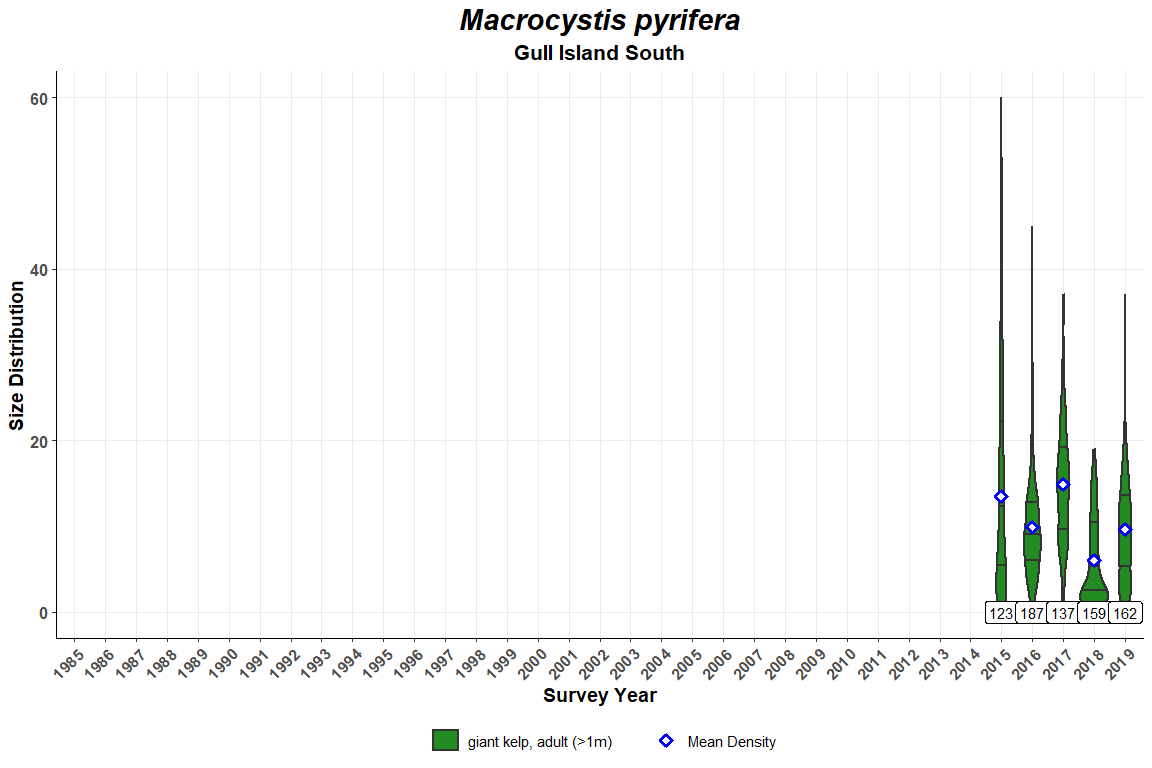 Macrocystis pyrifera
Gull Island South
60
40
20
0
Size Distribution
123 187 137 159 162
1985 1986 1987 1988 1989 1990 1991 1992 1993 1994 1995 1996 1997 1998 1999 2000 2001 2002 2003 2004 2005 2006 2007 2008 2009 2010 2011 2012 2013 2014 2015 2016 2017 2018 2019
Survey Year
giant kelp, adult (>1m) Mean Density